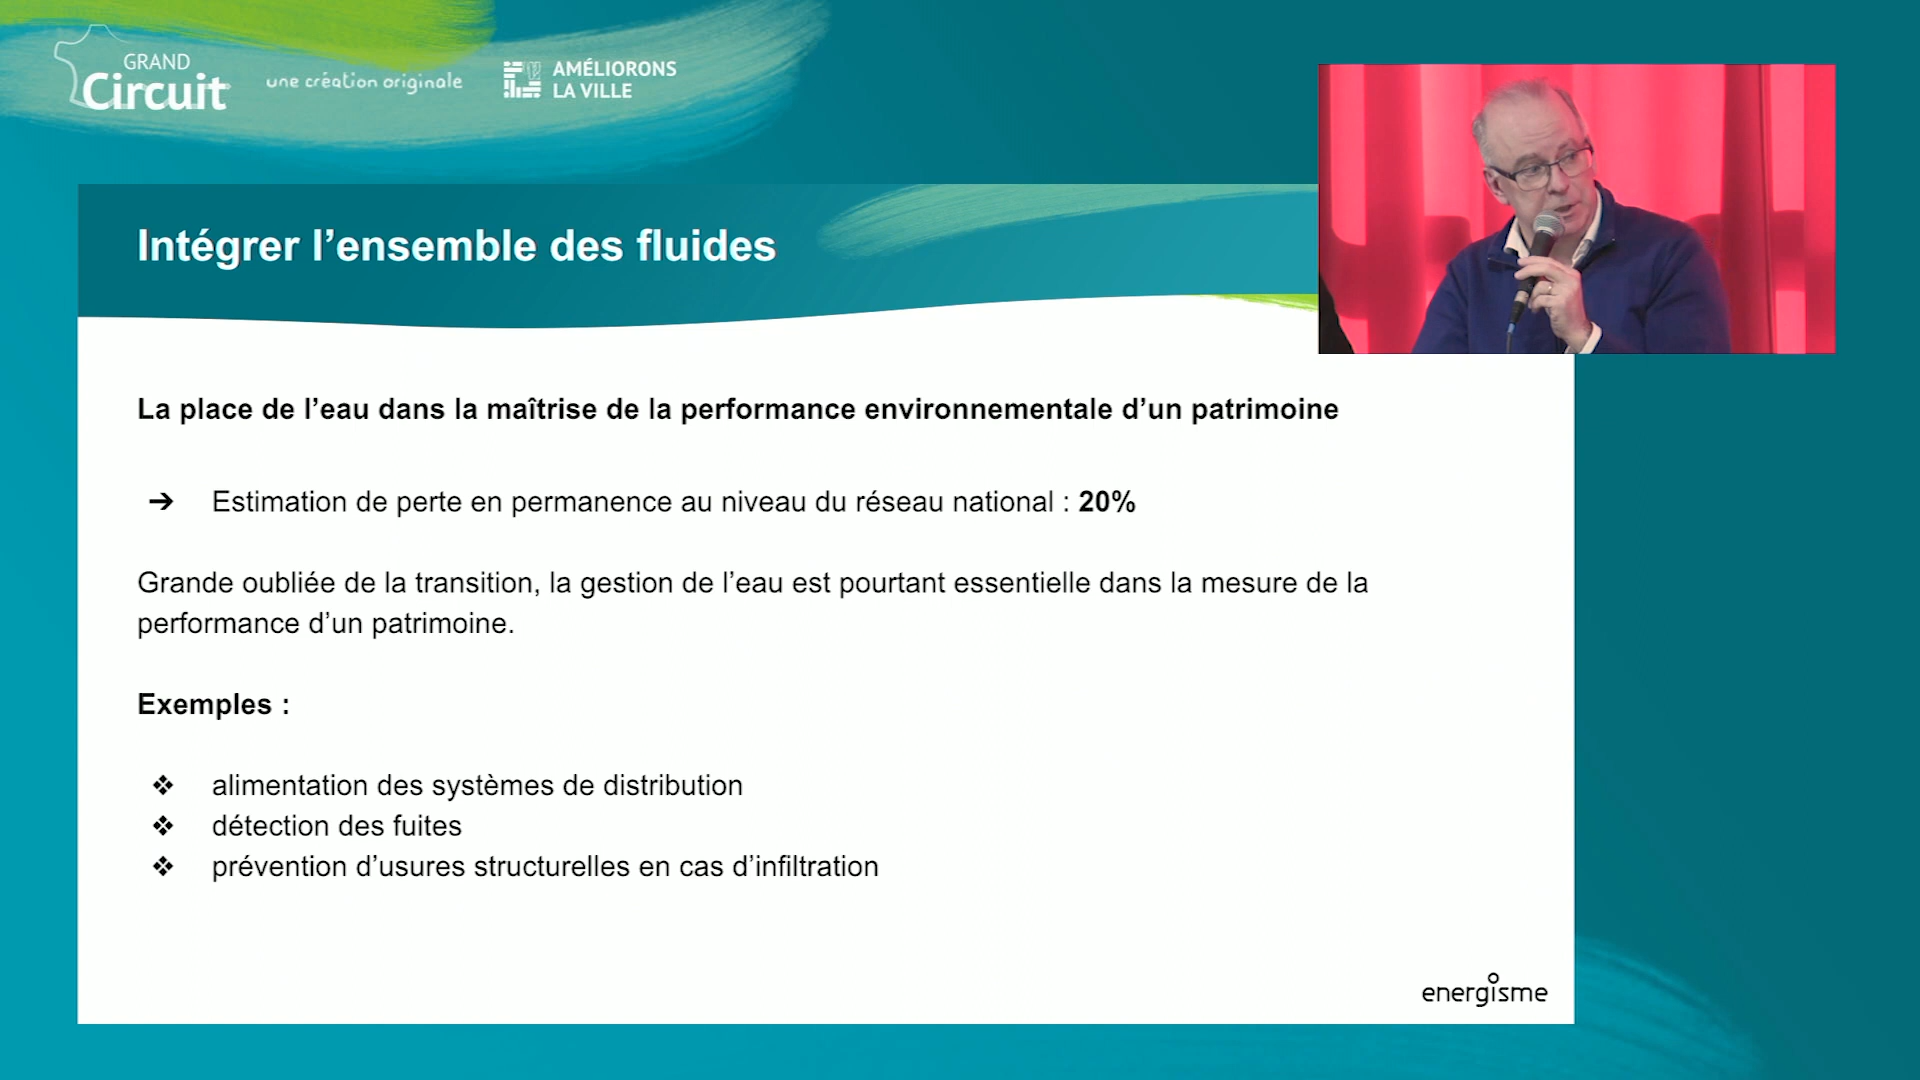 GRAND
Circuit
une création originale
AMÉLIORONS
LA VILLE
Intégrer l’ensemble des fluides
La place de l’eau dans la maîtrise de la performance environnementale d’un patrimoine
➔ Estimation de perte en permanence au niveau du réseau national : 20%
Grande oubliée de la transition, la gestion de l’eau est pourtant essentielle dans la mesure de la
performance d’un patrimoine.
Exemples :
❖ alimentation des systèmes de distribution
❖ détection des fuites
❖ prévention d’usures structurelles en cas d’infiltration
energisme